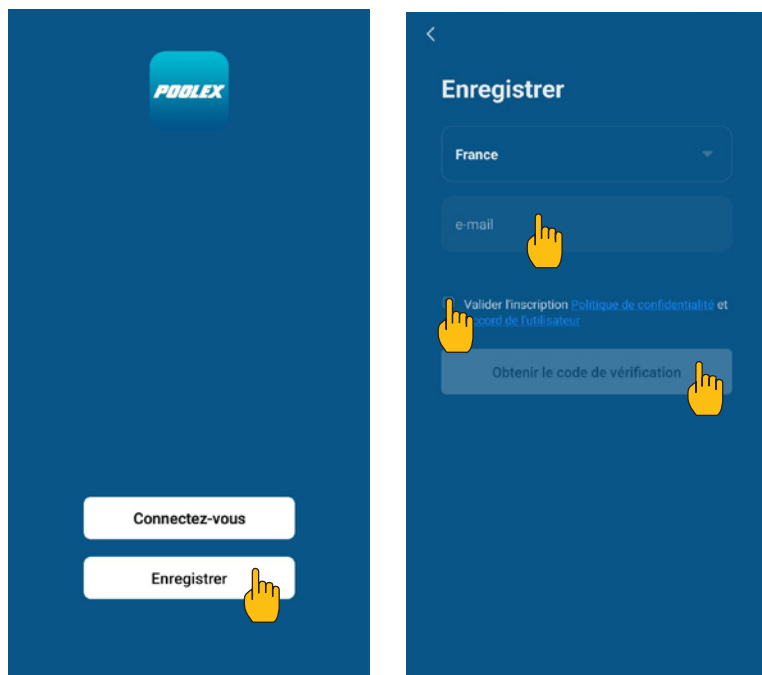 POOLEX
Connectez-vous
Enregistrer
Enregistrer
France
e-mail
Valider l'inscription Politique de confidentialité et
ccord de l'utilisateur
Obtenir le code de vérification